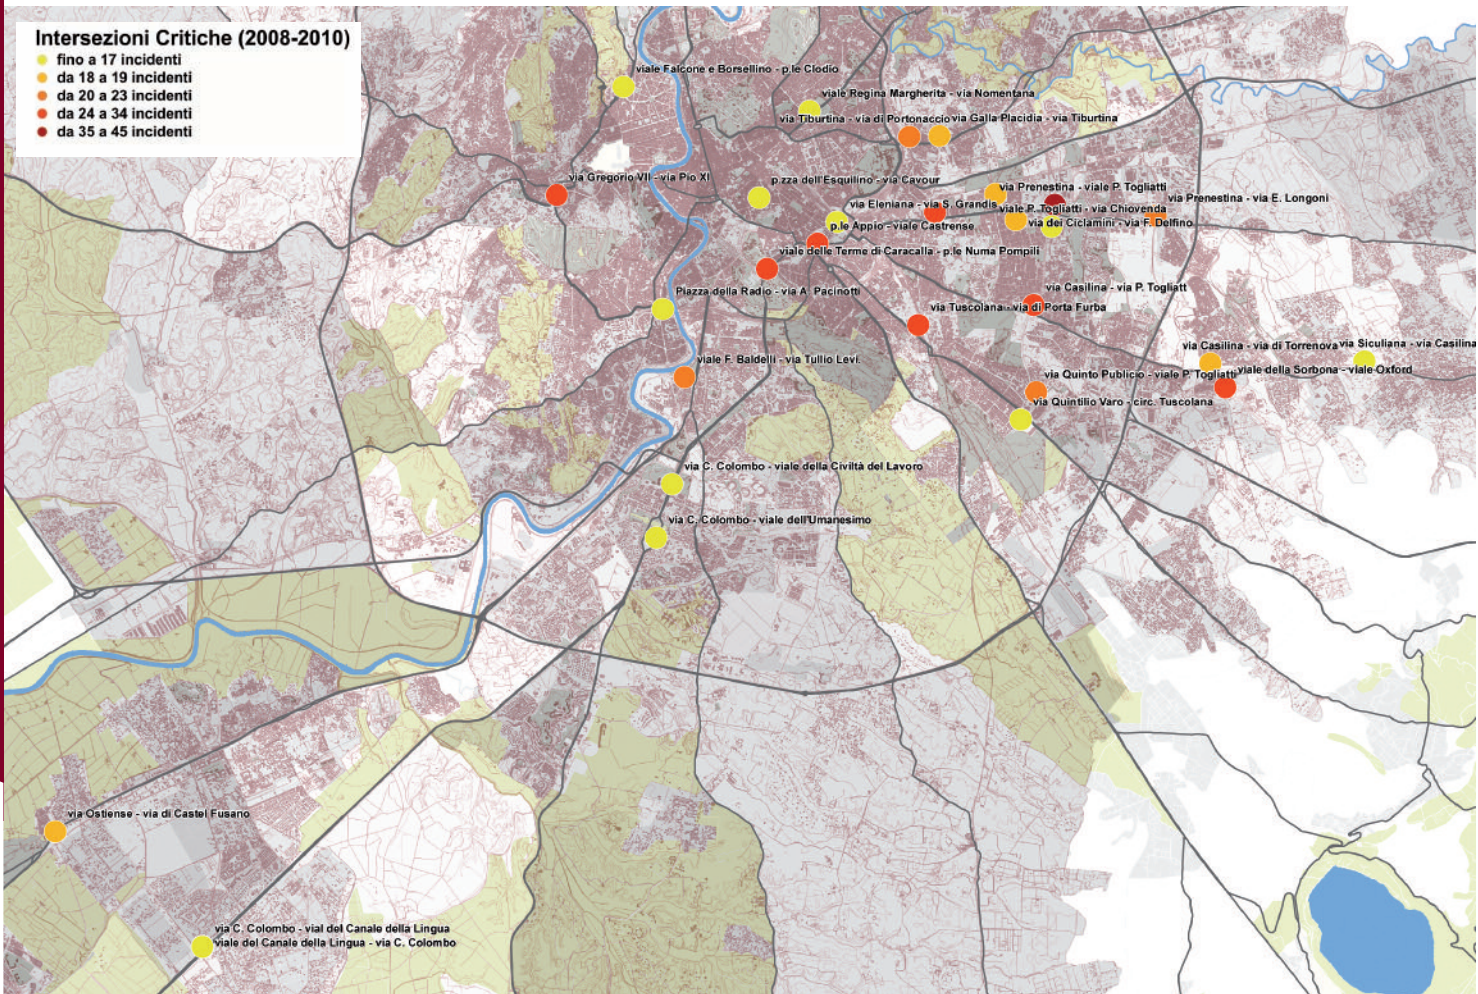 Intersezioni Critiche (2008-2010)
fino a 17 incidenti
da 18 a 19 incidenti
da 20 a 23 incidenti
da 24 a 34 incidenti
da 35 a 45 incidenti
viale Falcone e Borsellino - p.le Clodio
viale Regina Margherita - via Nomentana
via Tiburtina - via di Portonaccio
via Galla Placidia - via Tiburtina
via Gregorio VII - via Pio XI
p.zza dell'Esquilino - via Cavour
via Prenestina - viale P. Togliatti
via Prenestina - via E. Longoni
via Eleniana - via S. Grandis
viale P. Togliatti - via Chiovenda
p.le Appio - viale Castrense
via dei Ciclamini - via F. Delfino
viale delle Terme di Caracalla - p.le Numa Pompili
Piazza della Radio - via A. Pacinotti
via Casilina - via P. Togliatt
via Tuscolana - via di Porta Furba
via Casilina - via di Torrenova
via Siculiana - via Casilina
viale F. Baldelli - via Tullio Levi.
viale della Sorbona - viale Oxford
via Quinto Publicio - viale P. Togliatti
via Quintilio Varo - circ. Tuscolana
via C. Colombo - viale della Civiltà del Lavoro
via C. Colombo - viale dell'Umanesimo
via Ostiense - via di Castel Fusano
via C. Colombo - vial del Canale della Lingua
viale del Canale della Lingua - via C. Colombo